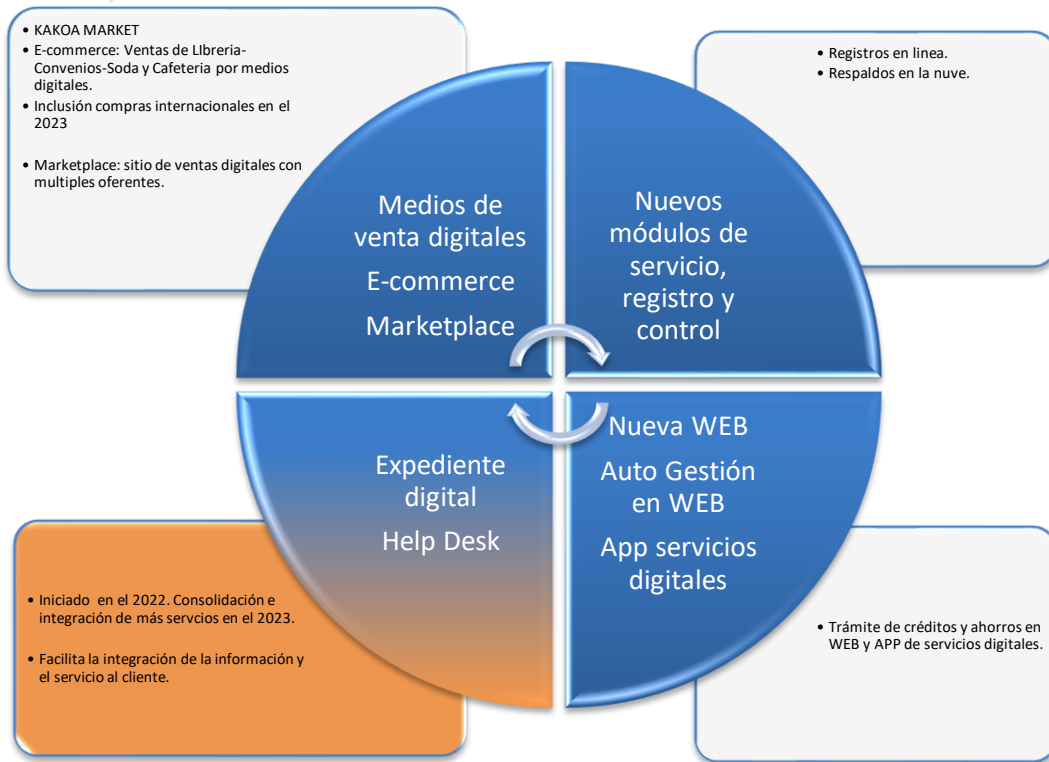 • KAKOA MARKET
• E-commerce: Ventas de LIbreria-
Convenios-Soda y Cafeteria por medios
digitales.
• Inclusión compras internacionales en el
2023
• Marketplace: sitio de ventas digitales con
multiples oferentes.
• Registros en linea.
• Respaldos en la nuve.
Medios de
venta digitales
E-commerce
Marketplace
Nuevos
módulos de
servicio,
registro y
control
Expediente
digital
Help Desk
Nueva WEB
Auto Gestión
en WEB
App servicios
digitales
• Iniciado en el 2022. Consolidación e
integración de más servcios en el 2023.
• Facilita la integración de la información y
el servicio al cliente.
• Trámite de créditos y ahorros en
WEB y APP de servicios digitales.